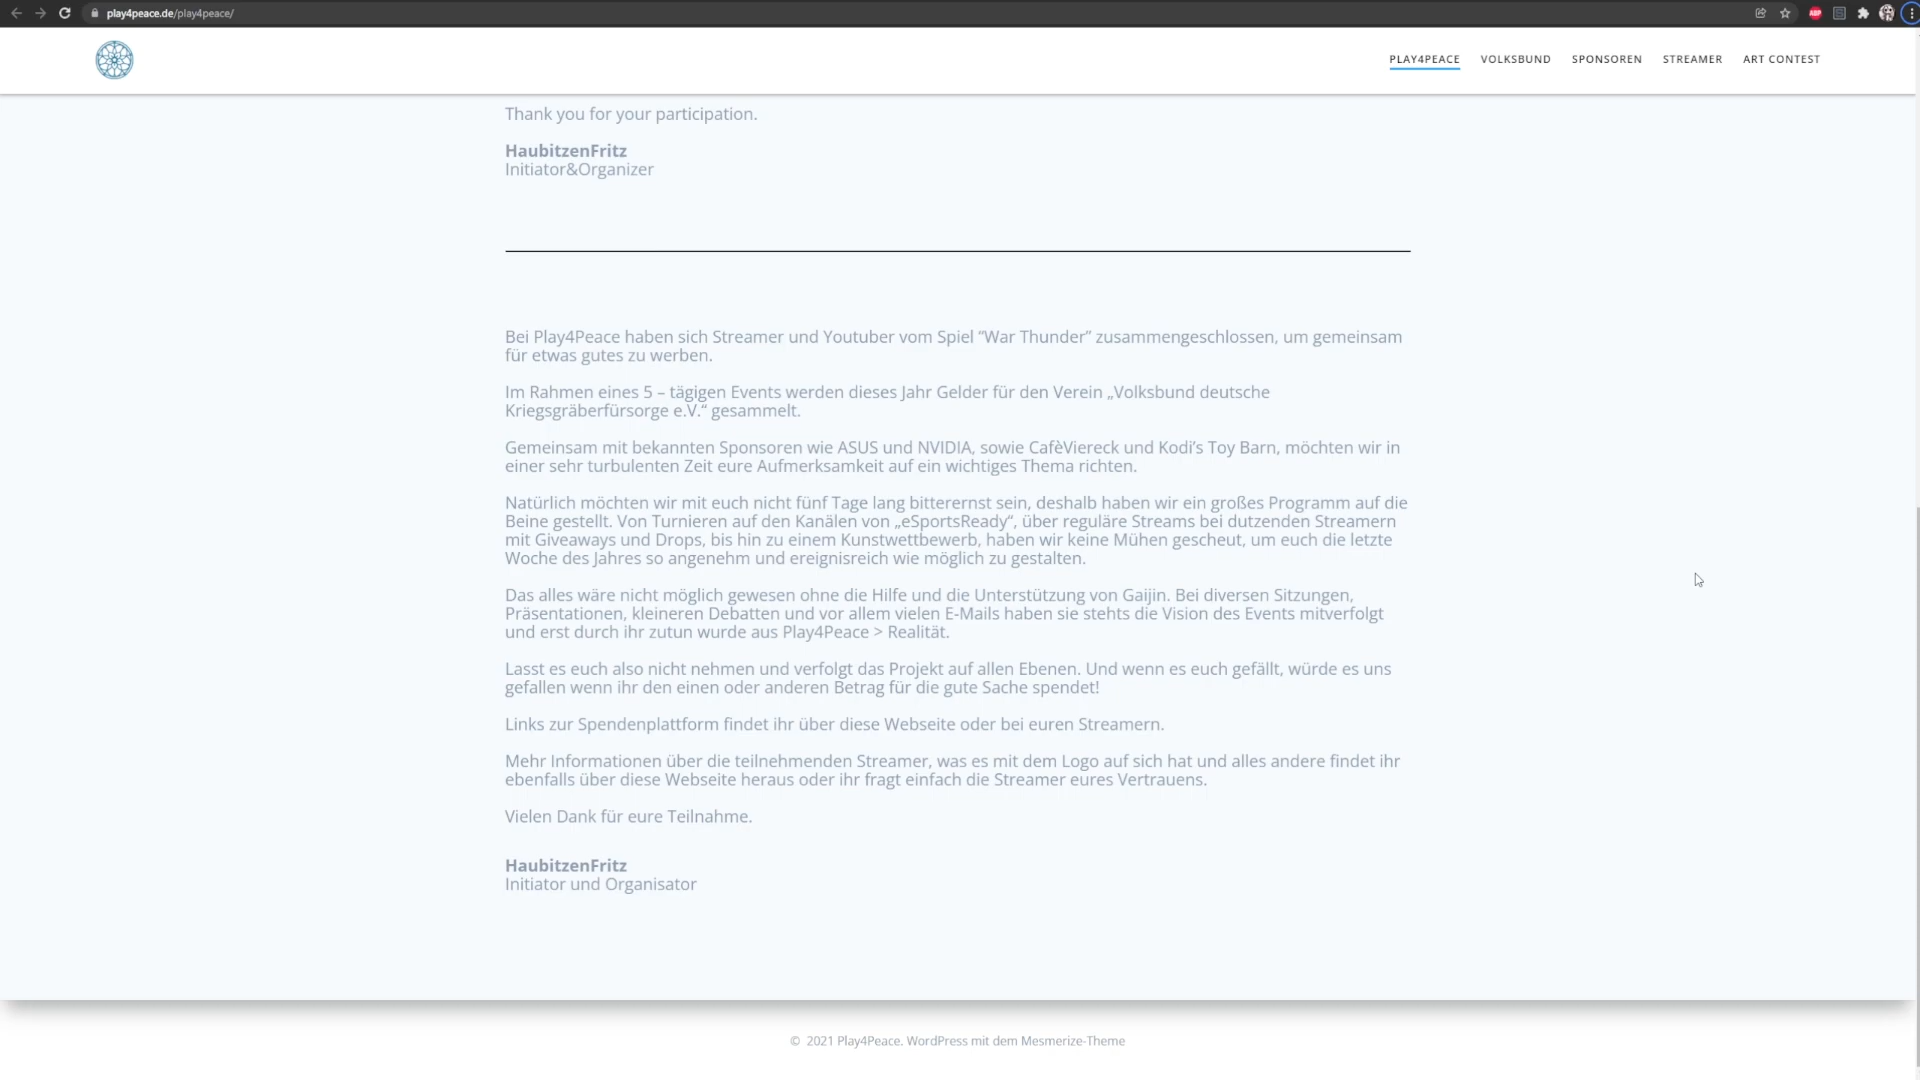 play4peace.de/play4peace/
ABP
PLAY4PEACE VOLKSBUND SPONSOREN STREAMER ART CONTEST
Thank you for your participation.
HaubitzenFritz
Initiator&Organizer
Bei Play4Peace haben sich Streamer und Youtuber vom Spiel “War Thunder” zusammengeschlossen, um gemeinsam
für etwas gutes zu werben.
Im Rahmen eines 5 – tägigen Events werden dieses Jahr Gelder für den Verein „Volksbund deutsche
Kriegsgräberfürsorge e.V.“ gesammelt.
Gemeinsam mit bekannten Sponsoren wie ASUS und NVIDIA, sowie CafèViereck und Kodi’s Toy Barn, möchten wir in
einer sehr turbulenten Zeit eure Aufmerksamkeit auf ein wichtiges Thema richten.
Natürlich möchten wir mit euch nicht fünf Tage lang bitterernst sein, deshalb haben wir ein großes Programm auf die
Beine gestellt. Von Turnieren auf den Kanälen von „eSportsReady“, über reguläre Streams bei dutzenden Streamern
mit Giveaways und Drops, bis hin zu einem Kunstwettbewerb, haben wir keine Mühen gescheut, um euch die letzte
Woche des Jahres so angenehm und ereignisreich wie möglich zu gestalten.
Das alles wäre nicht möglich gewesen ohne die Hilfe und die Unterstützung von Gaijin. Bei diversen Sitzungen,
Präsentationen, kleineren Debatten und vor allem vielen E-Mails haben sie stehts die Vision des Events mitverfolgt
und erst durch ihr zutun wurde aus Play4Peace > Realität.
Lasst es euch also nicht nehmen und verfolgt das Projekt auf allen Ebenen. Und wenn es euch gefällt, würde es uns
gefallen wenn ihr den einen oder anderen Betrag für die gute Sache spendet!
Links zur Spendenplattform findet ihr über diese Webseite oder bei euren Streamern.
Mehr Informationen über die teilnehmenden Streamer, was es mit dem Logo auf sich hat und alles andere findet ihr
ebenfalls über diese Webseite heraus oder ihr fragt einfach die Streamer eures Vertrauens.
Vielen Dank für eure Teilnahme.
HaubitzenFritz
Initiator und Organisator
© 2021 Play4Peace. WordPress mit dem Mesmerize-Theme